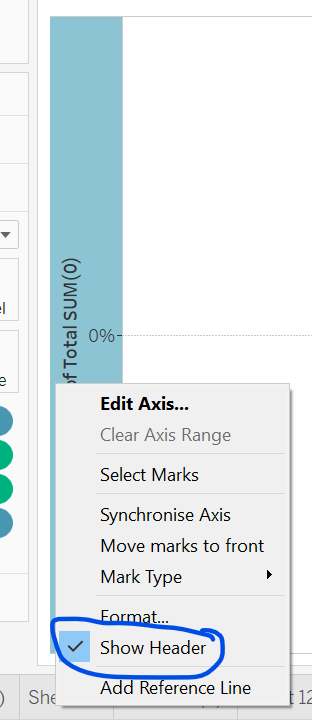 of Total SUM(0)
0%
Edit Axis...
Clear Axis Range
Select Marks
Synchronise Axis
Move marks to front
Mark Type
Format...
Show Header
Add Reference Line